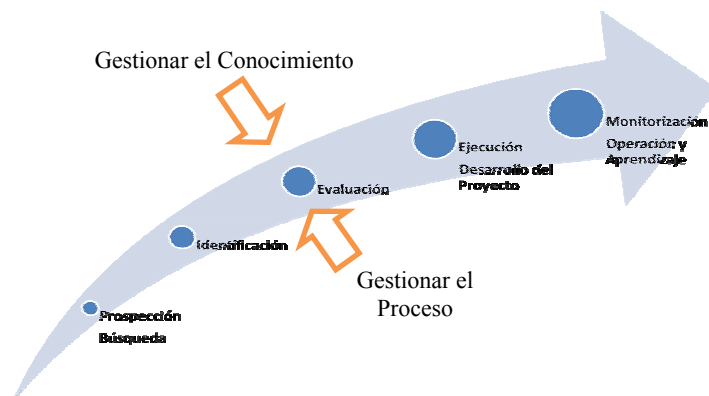 Gestionar el Conocimiento
Monitorización
Operación y
Aprendizaje
Ejecución
Desarrollo del
Proyecto
Evaluación
Identificación
Gestionar el
Proceso
Prospección
Búsqueda